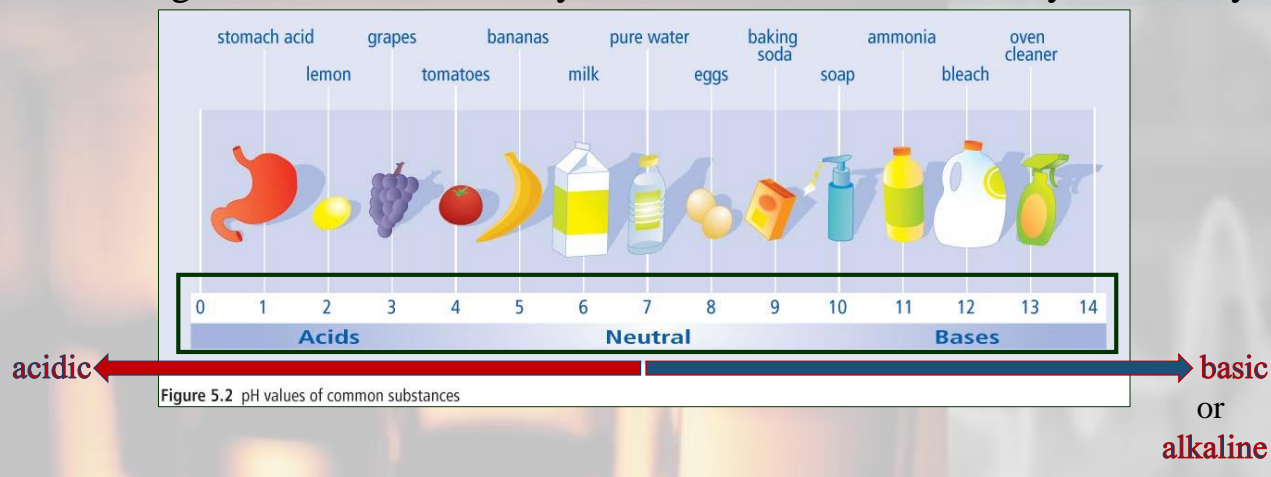 stomach acid grapes bananas pure water baking soda ammonia oven cleaner
lemon tomatoes milk eggs soap bleach
0 1 2 3 4 5 6 7 8 9 10 11 12 13 14
Acids Neutral Bases
acidic basic
Figure 5.2 pH values of common substances
or
alkaline